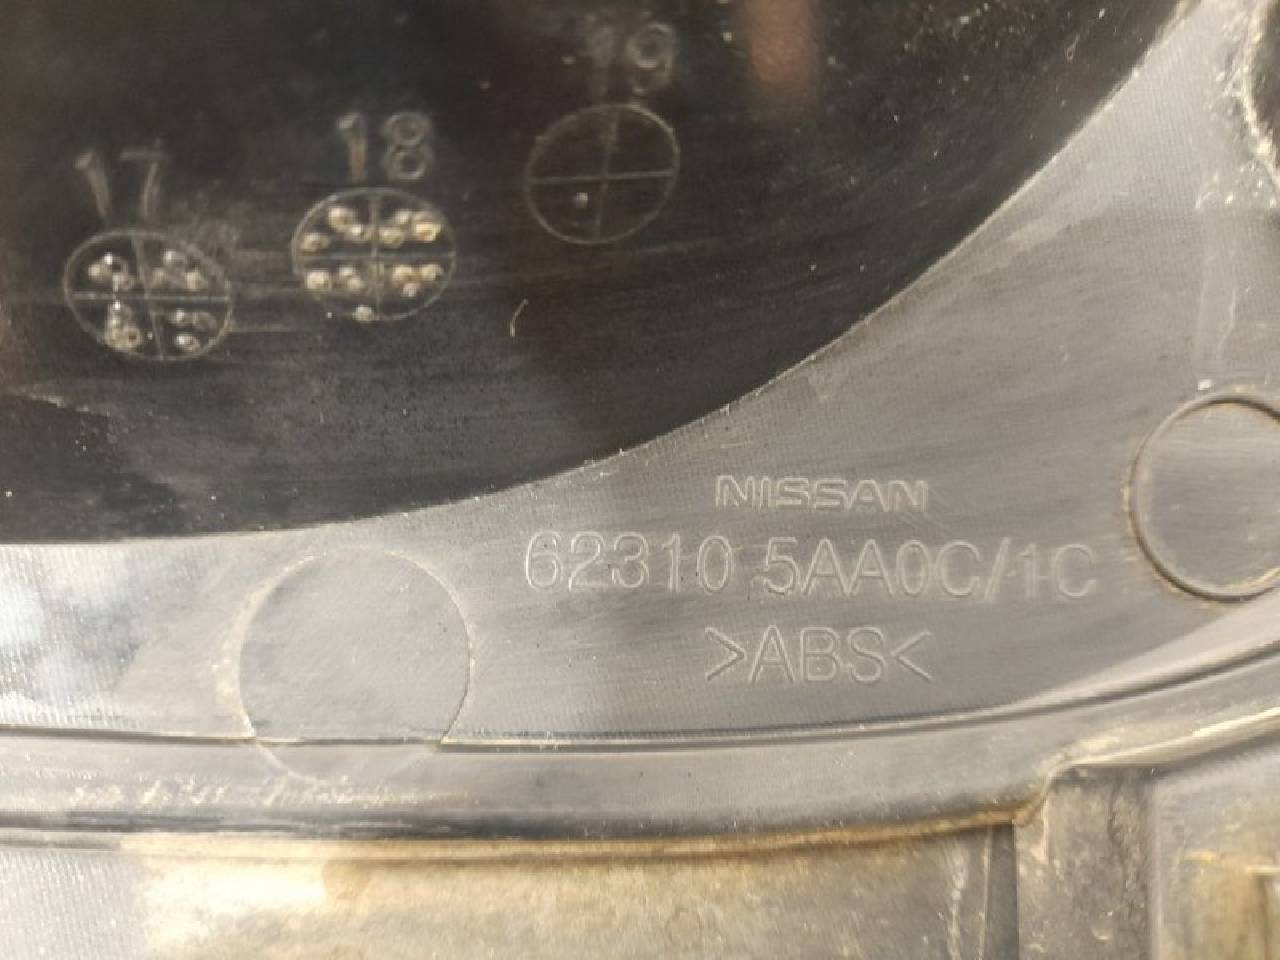 17 18 19
NISSAN
62310 5AA0C/1C
>ABS<